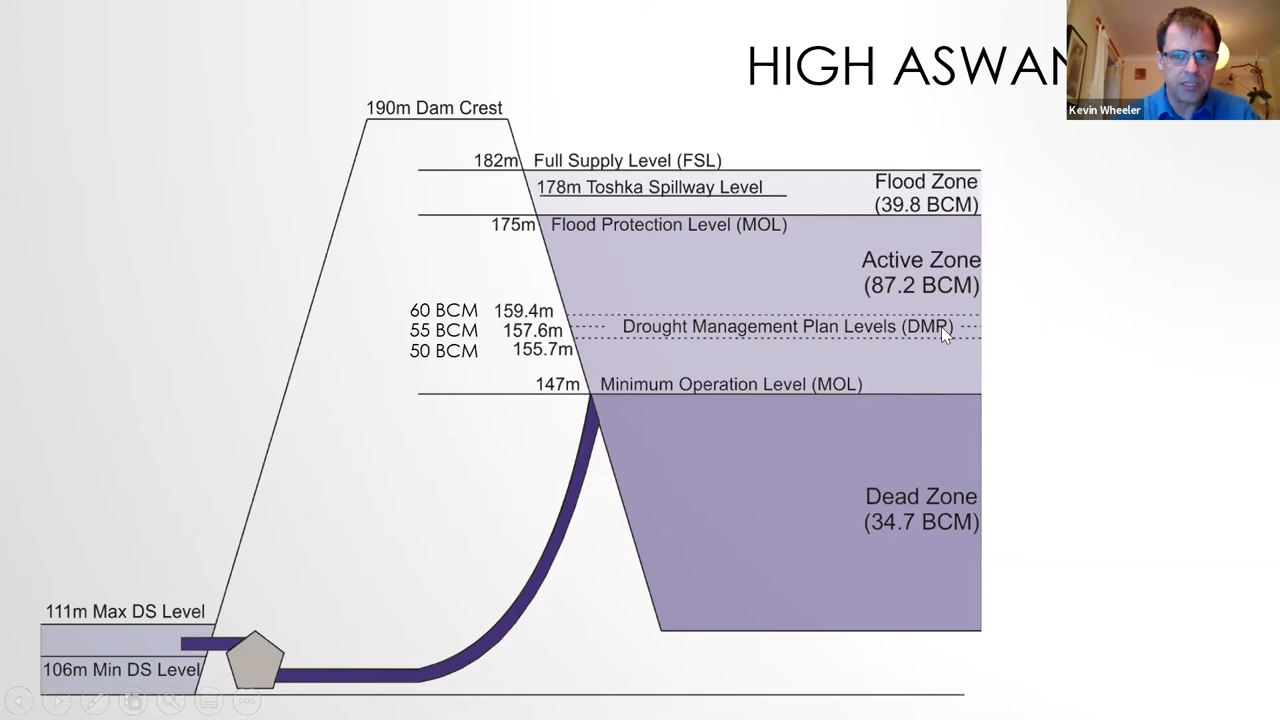 HIGH ASWAN
Kevin Wheeler
190m Dam Crest
182m Full Supply Level (FSL)
178m Toshka Spillway Level
Flood Zone
(39.8 BCM)
175m Flood Protection Level (MOL)
Active Zone
(87.2 BCM)
60 BCM 159.4m
55 BCM 157.6m Drought Management Plan Levels (DMP)
50 BCM 155.7m
147m Minimum Operation Level (MOL)
Dead Zone
(34.7 BCM)
111m Max DS Level
106m Min DS Level